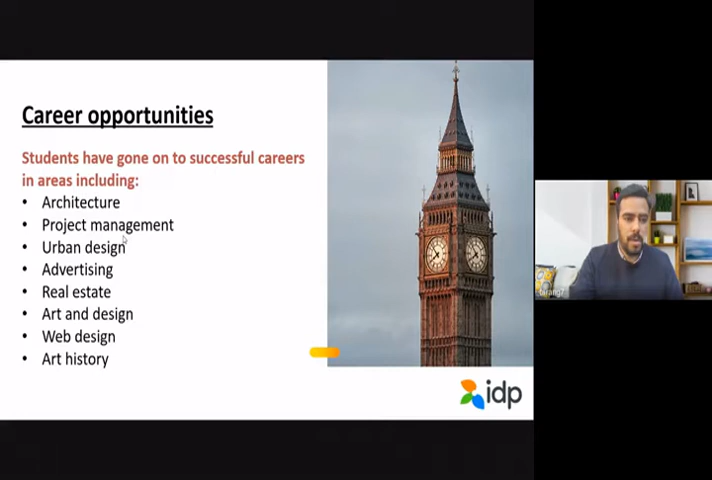 Career opportunities
Students have gone on to successful careers
in areas including:
• Architecture
• Project management
• Urban design
• Advertising
• Real estate
• Art and design
• Web design
• Art history
idp